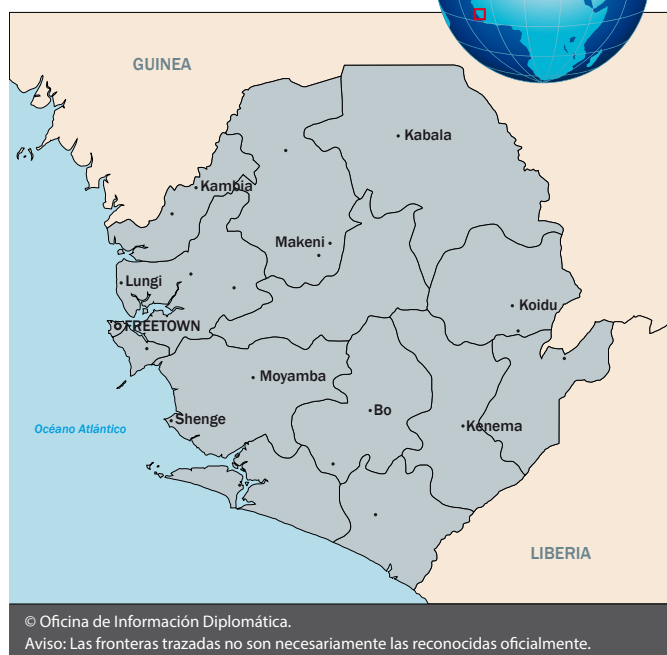 GUINEA
Kabala
Kambia
Makeni
Lungi
Koidu
FREETOWN
Moyamba
Bo
Shenge
Kenema
Océano Atlántico
LIBERIA
© Oficina de Información Diplomática.
Aviso: Las fronteras trazadas no son necesariamente las reconocidas oficialmente.